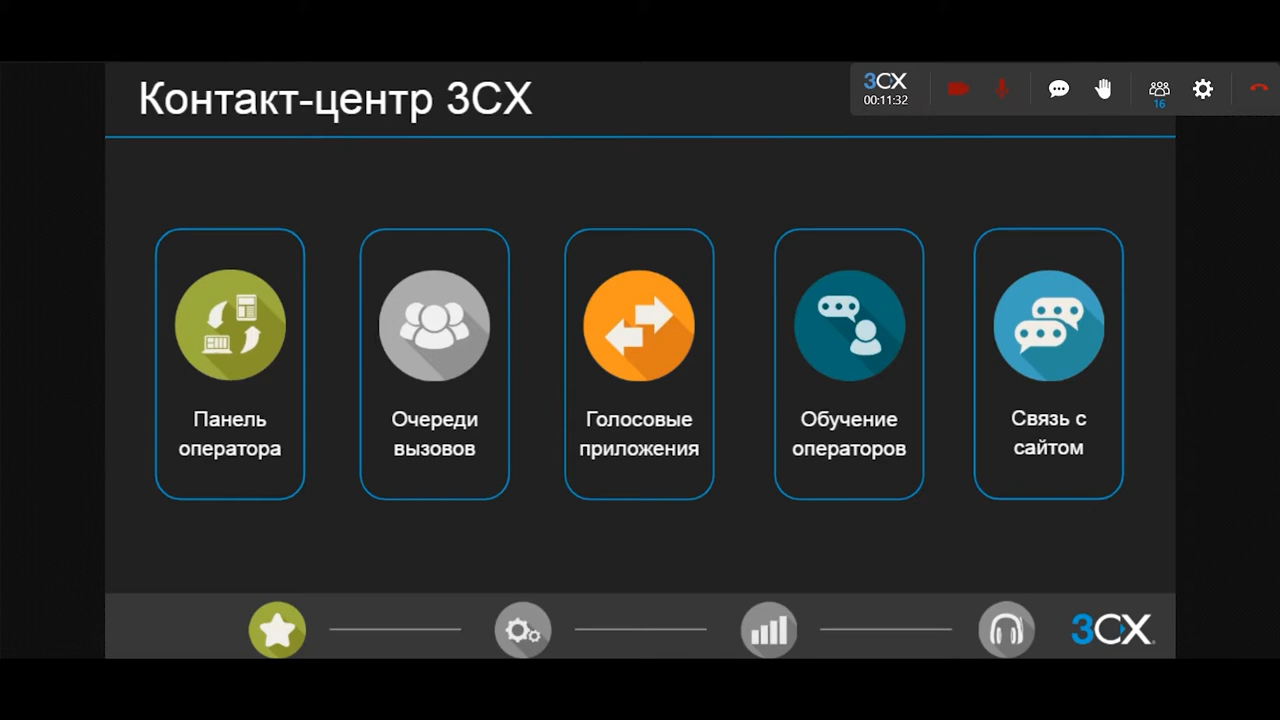 Контакт-центр 3CX
3CX
00:11:32
16
Панель
оператора
Очереди
вызовов
Голосовые
приложения
Обучение
операторов
Связь с
сайтом
3CX